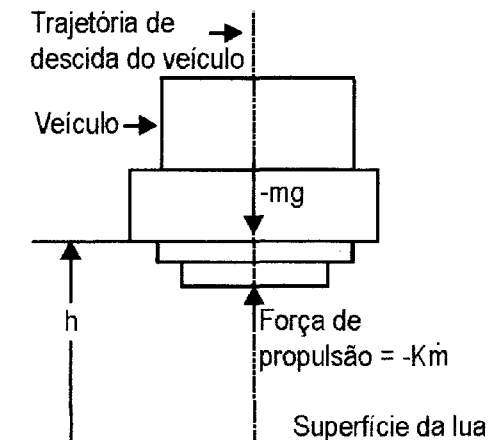 Trajetória de
descida do veículo
Veículo
-mg
h
Força de
propulsão = -Kṁ
Superfície da lua